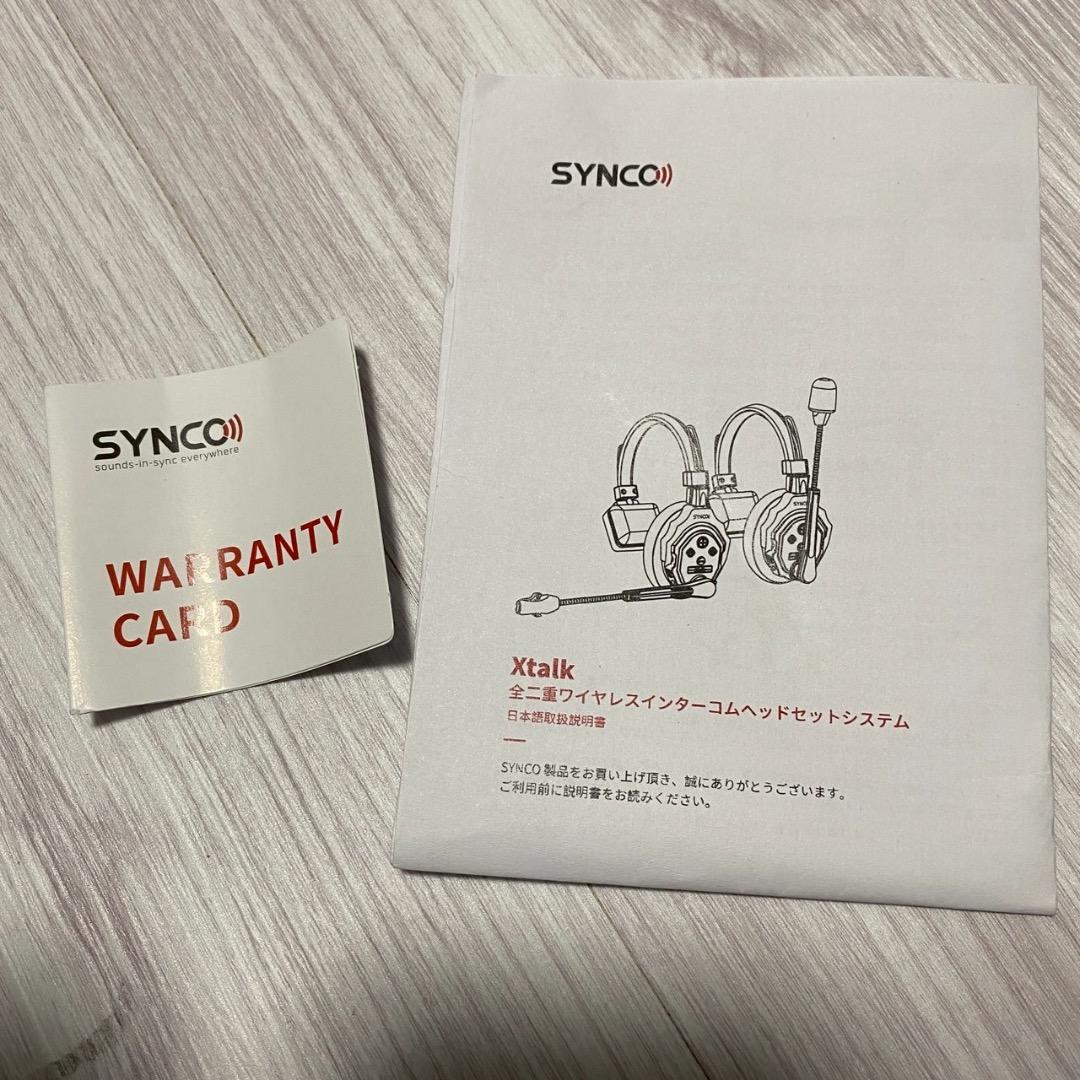 SYNCO
sounds-in-sync everywhere
WARRANTY
CARD
SYNCO
SYNCO
SYNCO
Xtalk
全二重ワイヤレスインターコムヘッドセットシステム
日本語取扱説明書
SYNCO 製品をお買い上げ頂き、誠にありがとうございます。
ご利用前に説明書をお読みください。